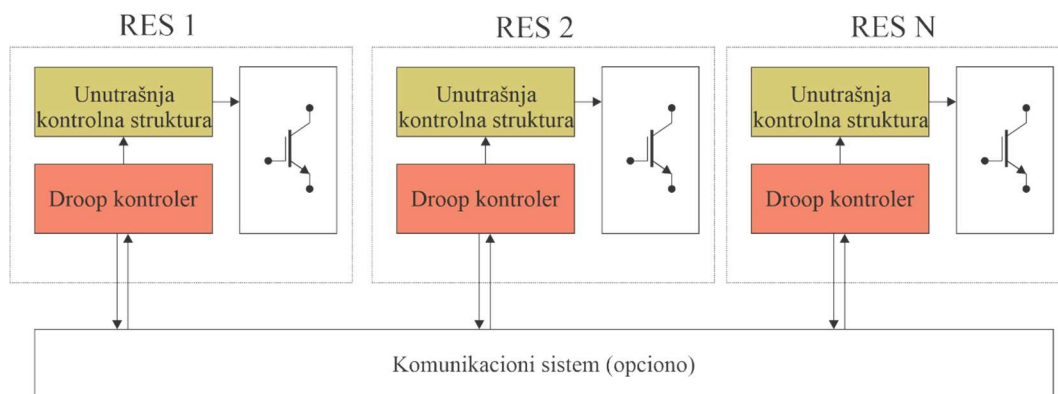 RES 1
RES 2
RES N
Unutrašnja
kontrolna struktura
Unutrašnja
kontrolna struktura
Unutrašnja
kontrolna struktura
Droop kontroler
Droop kontroler
Droop kontroler
Komunikacioni sistem (opciono)